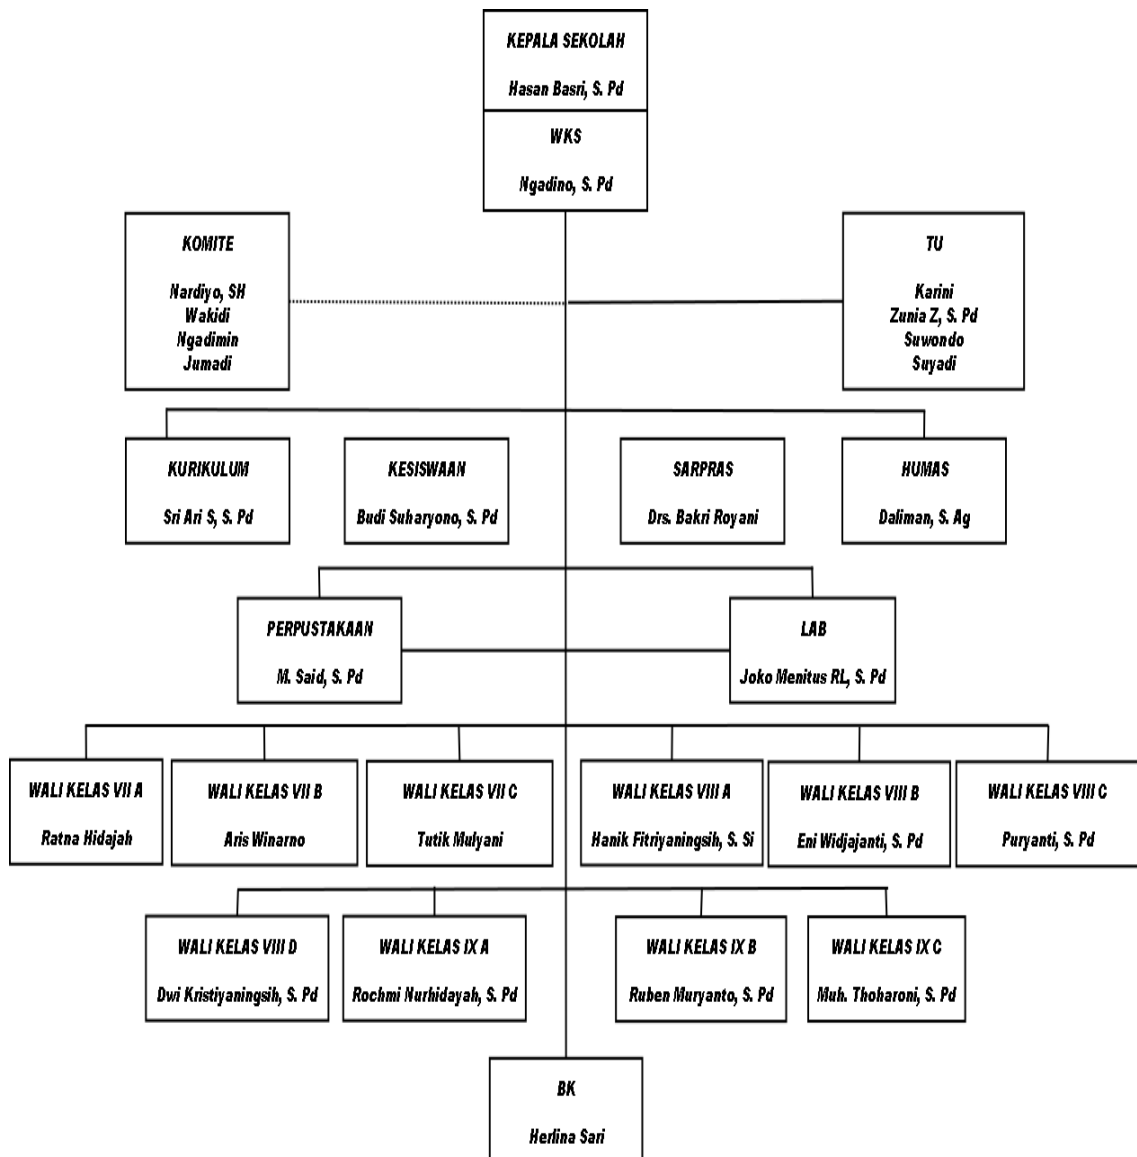 KEPALA SEKOLAH
Hasan Basri, S. Pd
WKS
Ngadino, S. Pd
KOMITE
Nardiyo, SH
Wakidi
Ngadimin
Jumadi
TU
Karini
Zunia Z, S. Pd
Suwondo
Suyadi
KURIKULUM
Sri Ari S, S. Pd
KESISWAAN
Budi Suharyono, S. Pd
SARPRAS
Drs. Bakri Royani
HUMAS
Daliman, S. Ag
PERPUSTAKAAN
M. Said, S. Pd
LAB
Joko Menitus RL, S. Pd
WALI KELAS VII A
Ratna Hidajah
WALI KELAS VII B
Aris Winarno
WALI KELAS VII C
Tutik Mulyani
WALI KELAS VIII A
Hanik Fitriyaningsih, S. Si
WALI KELAS VIII B
Eni Widjajanti, S. Pd
WALI KELAS VIII C
Puryanti, S. Pd
WALI KELAS VIII D
Dwi Kristiyaningsih, S. Pd
WALI KELAS IX A
Rochmi Nurhidayah, S. Pd
WALI KELAS IX B
Ruben Muryanto, S. Pd
WALI KELAS IX C
Muh. Thoharoni, S. Pd
BK
Herlina Sari